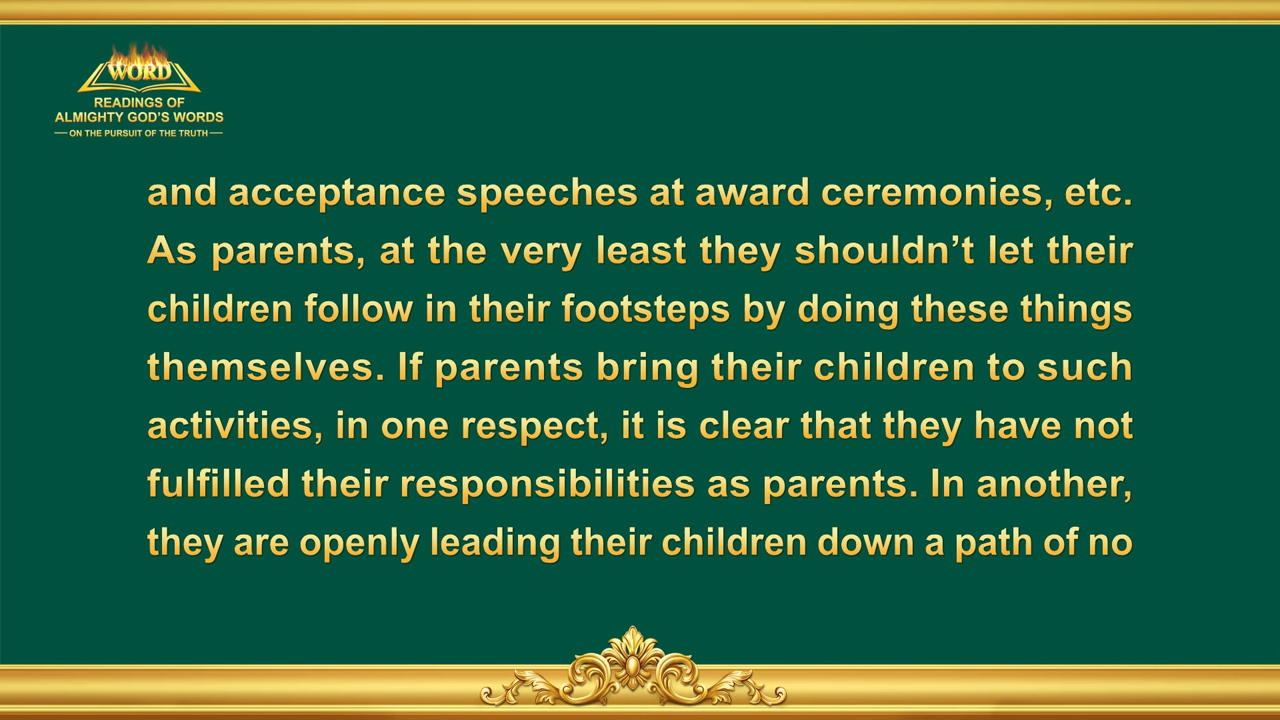 WORD
READINGS OF
ALMIGHTY GOD'S WORDS
ON THE PURSUIT OF THE TRUTH
and acceptance speeches at award ceremonies, etc.
As parents, at the very least they shouldn’t let their
children follow in their footsteps by doing these things
themselves. If parents bring their children to such
activities, in one respect, it is clear that they have not
fulfilled their responsibilities as parents. In another,
they are openly leading their children down a path of no